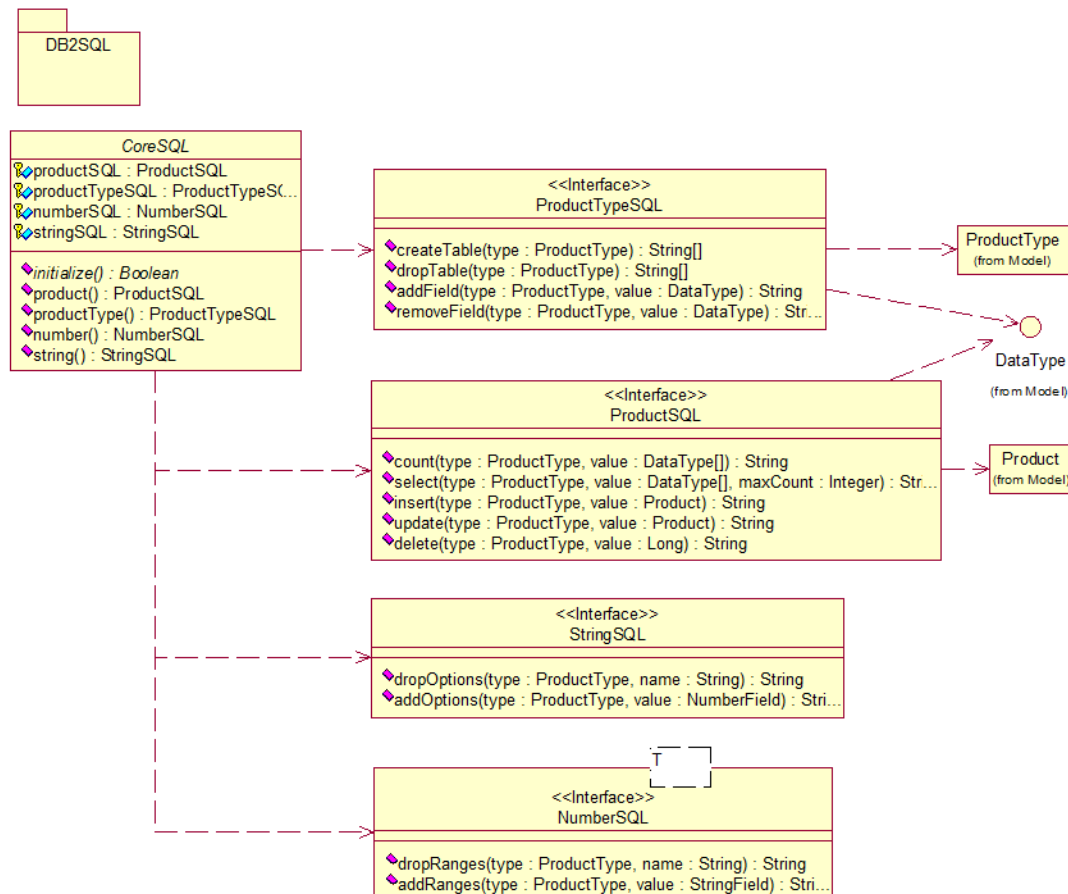 DB2SQL
CoreSQL
productSQL : ProductSQL
productTypeSQL : ProductTypeSQ...
numberSQL : NumberSQL
stringSQL : StringSQL
initialize() : Boolean
product() : ProductSQL
productType() : ProductTypeSQL
number() : NumberSQL
string() : StringSQL
<<Interface>>
ProductTypeSQL
createTable(type : ProductType) : String[]
dropTable(type : ProductType) : String[]
addField(type : ProductType, value : DataType) : String
removeField(type : ProductType, value : DataType) : Str...
ProductType
(from Model)
DataType
(from Model)
<<Interface>>
ProductSQL
count(type : ProductType, value : DataType[]) : String
select(type : ProductType, value : DataType[], maxCount : Integer) : Str...
insert(type : ProductType, value : Product) : String
update(type : ProductType, value : Product) : String
delete(type : ProductType, value : Long) : String
Product
(from Model)
<<Interface>>
StringSQL
dropOptions(type : ProductType, name : String) : String
addOptions(type : ProductType, value : NumberField) : Stri...
T
<<Interface>>
NumberSQL
dropRanges(type : ProductType, name : String) : String
addRanges(type : ProductType, value : StringField) : Stri...